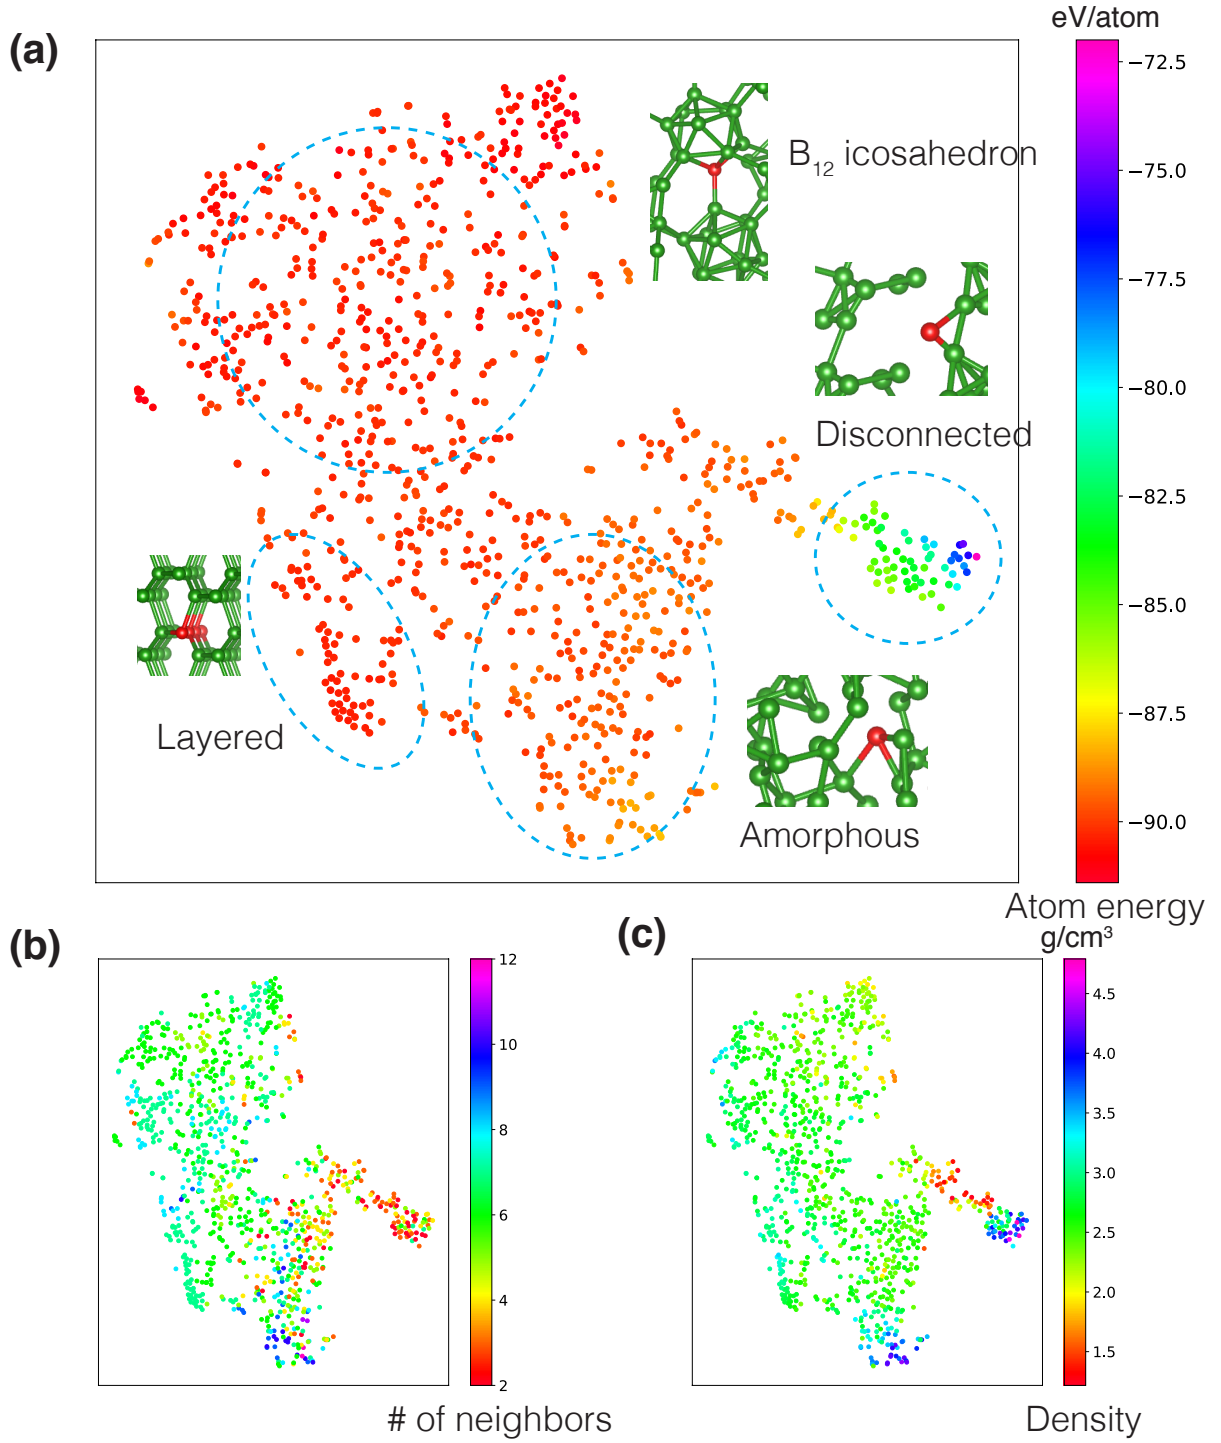 (a)
eV/atom
B12 icosahedron
Disconnected
Layered
Amorphous
−72.5
−75.0
−77.5
−80.0
−82.5
−85.0
−87.5
−90.0
Atom energy
(b)
12
10
8
6
4
2
# of neighbors
(c)
g/cm³
4.5
4.0
3.5
3.0
2.5
2.0
1.5
Density